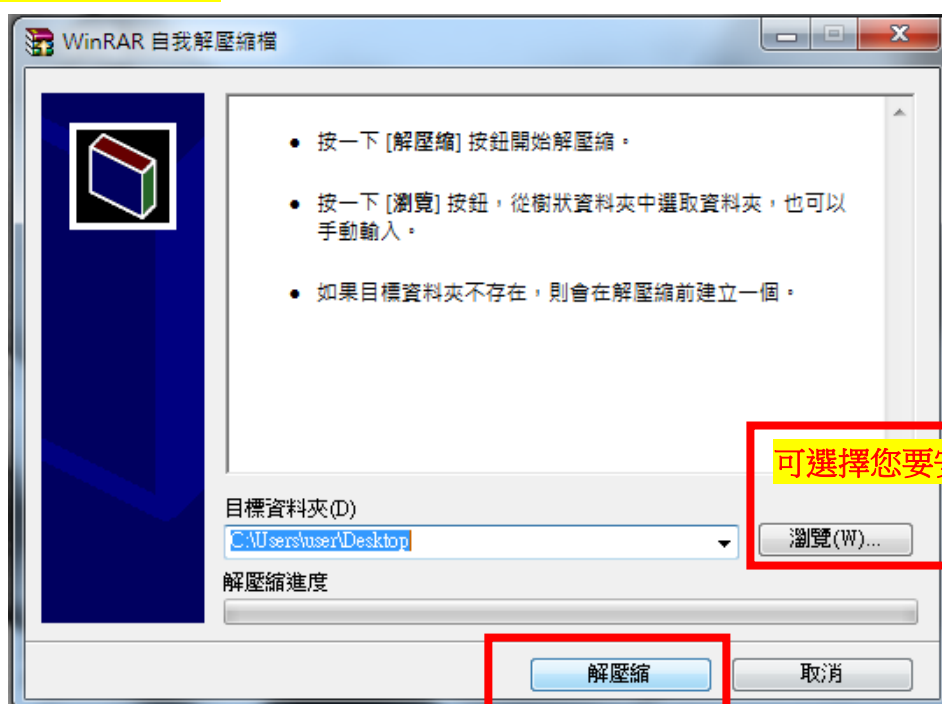 WinRAR 自我解壓縮檔
● 按一下 [解壓縮] 按鈕開始解壓縮。
● 按一下 [瀏覽] 按鈕，從樹狀資料夾中選取資料夾，也可以
手動輸入。
● 如果目標資料夾不存在，則會在解壓縮前建立一個。
可選擇您要
目標資料夾(D)
C:\Users\user\Desktop
瀏覽(W)...
解壓縮進度
解壓縮
取消